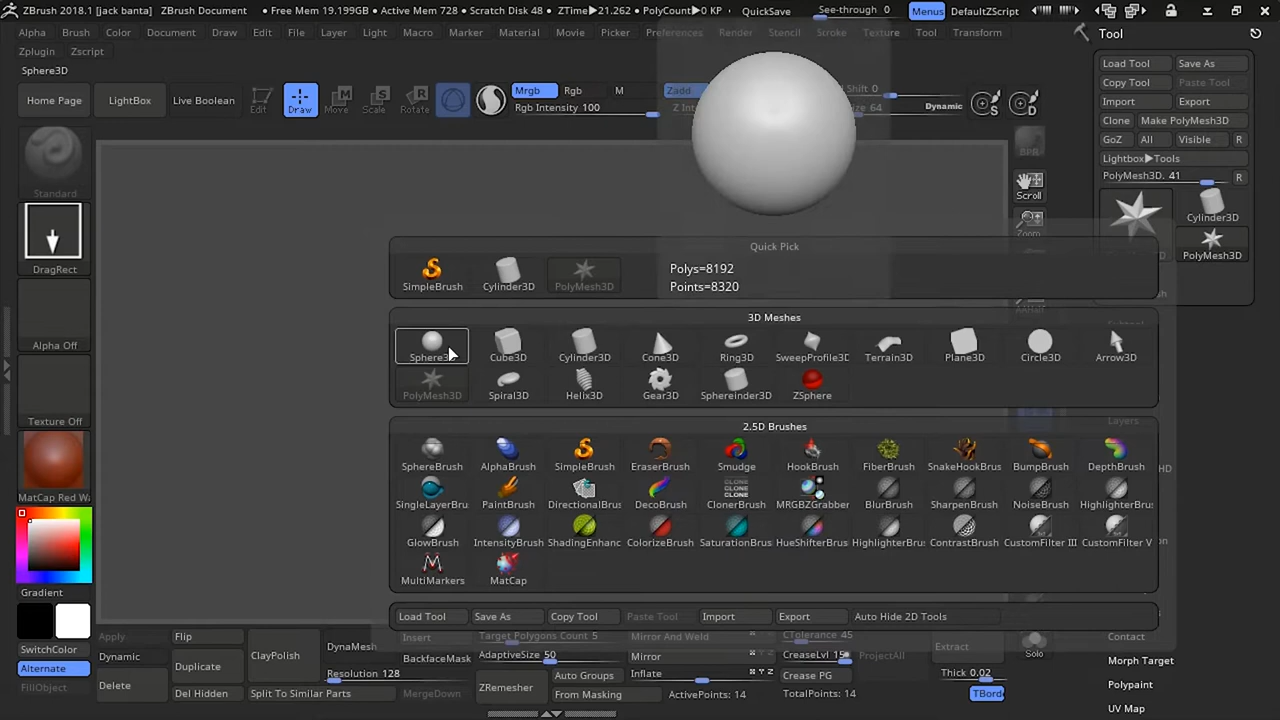 ZBrush 2018.1 [jack banta] ZBrush Document • Free Mem 19.199GB • Active Mem 728 • Scratch Disk 48 • ZTime▶21.262 • PolyCount▶0 KP QuickSave See-through 0 Menus DefaultZScript
Alpha Brush Color Document Draw Edit File Layer Light Macro Marker Material Movie Picker Preferences Render Stencil Stroke Texture Tool Transform
Zplugin Zscript
Sphere3D
Home Page LightBox Live Boolean Edit Draw Move Scale Rotate
Mrgb Rgb M Zadd
Rgb Intensity 100
Shift 0
64 Dynamic
Tool
Load Tool Save As
Copy Tool Paste Tool
Import Export
Clone Make PolyMesh3D
GoZ All Visible R
Lightbox▶Tools
PolyMesh3D. 41 R
Cylinder3D
PolyMesh3D
Standard
DragRect
Alpha Off
Texture Off
MatCap Red Wa
Gradient
SwitchColor
Alternate
FillObject
BPR
Scroll
Zoom
Quick Pick
SimpleBrush Cylinder3D PolyMesh3D
Polys=8192
Points=8320
3D Meshes
Sphere3D Cube3D Cylinder3D Cone3D Ring3D SweepProfile3D Terrain3D Plane3D Circle3D Arrow3D
PolyMesh3D Spiral3D Helix3D Gear3D Sphereinder3D ZSphere
2.5D Brushes
SphereBrush AlphaBrush SimpleBrush EraserBrush Smudge HookBrush FiberBrush SnakeHookBrus BumpBrush DepthBrush
SingleLayerBru PaintBrush DirectionalBrus DecoBrush ClonerBrush MRGBZGrabber BlurBrush SharpenBrush NoiseBrush HighlighterBrus
GlowBrush IntensityBrush ShadingEnhanc ColorizeBrush SaturationBrus HueShifterBrus HighlighterBrus ContrastBrush CustomFilter III CustomFilter V
MultiMarkers MatCap
Load Tool Save As Copy Tool Paste Tool Import Export Auto Hide 2D Tools
Layers
Contact
Morph Target
Polypaint
UV Map
Apply Flip
Dynamic Duplicate
Delete Del Hidden
ClayPolish
Split To Similar Parts
DynaMesh
Resolution 128
Insert
BackfaceMask
MergeDown
Target Polygons Count 5
AdaptiveSize 50
ZRemesher
Auto Groups
From Masking
Mirror And Weld
Mirror
Inflate
ActivePoints: 14
CTolerance 45
CreaseLvl 15
Crease PG
TotalPoints: 14
ProjectAll
Extract
Thick 0.02
TBorde
Solo